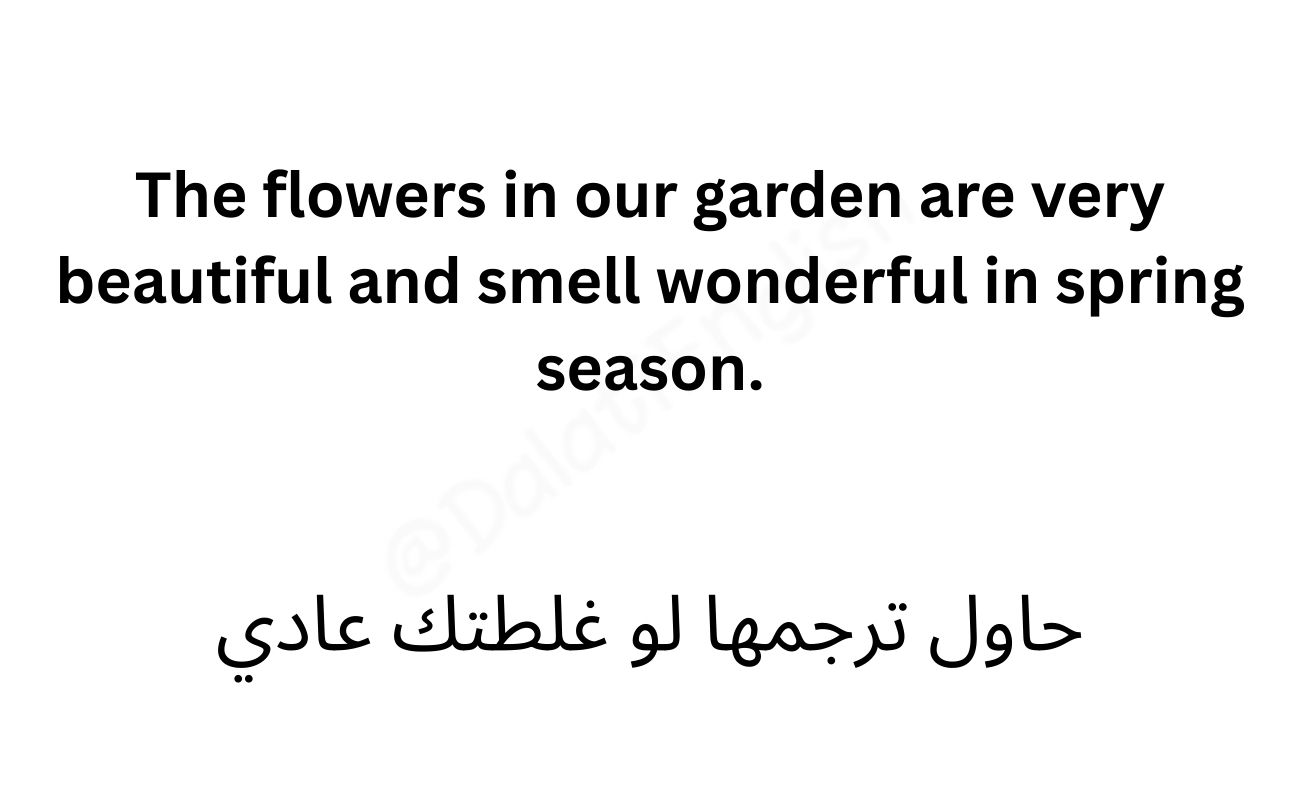 The flowers in our garden are very
beautiful and smell wonderful in spring
season.
@DalatEnglish
حاول ترجمها لو غلطتك عادي